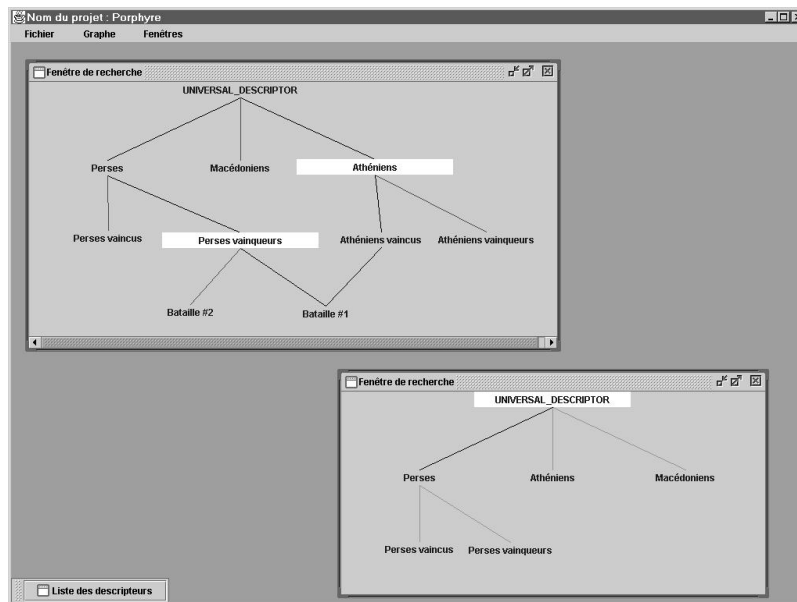 Nom du projet : Porphyre
Fichier Graphe Fenêtres
Fenêtre de recherche
UNIVERSAL_DESCRIPTOR
Perses Macédoniens Athéniens
Perses vaincus Perses vainqueurs Athéniens vaincus Athéniens vainqueurs
Bataille #2 Bataille #1
Fenêtre de recherche
UNIVERSAL_DESCRIPTOR
Perses Athéniens Macédoniens
Perses vaincus Perses vainqueurs
Liste des descripteurs